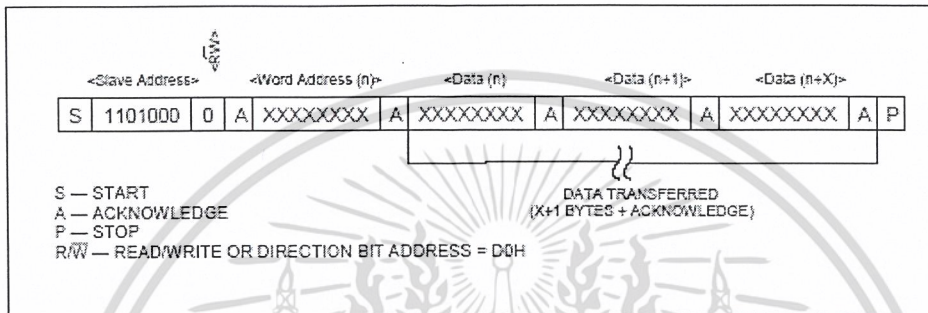 <R/W̅>
<Slave Address> <Word Address (n)> <Data (n)> <Data (n+1)> <Data (n+X)>
S 1101000 0 A XXXXXXXX A XXXXXXXX A XXXXXXXX A XXXXXXXX A P
S — START
A — ACKNOWLEDGE
P — STOP
R/W̅ — READ/WRITE OR DIRECTION BIT ADDRESS = D0H
DATA TRANSFERRED
(X+1 BYTES + ACKNOWLEDGE)